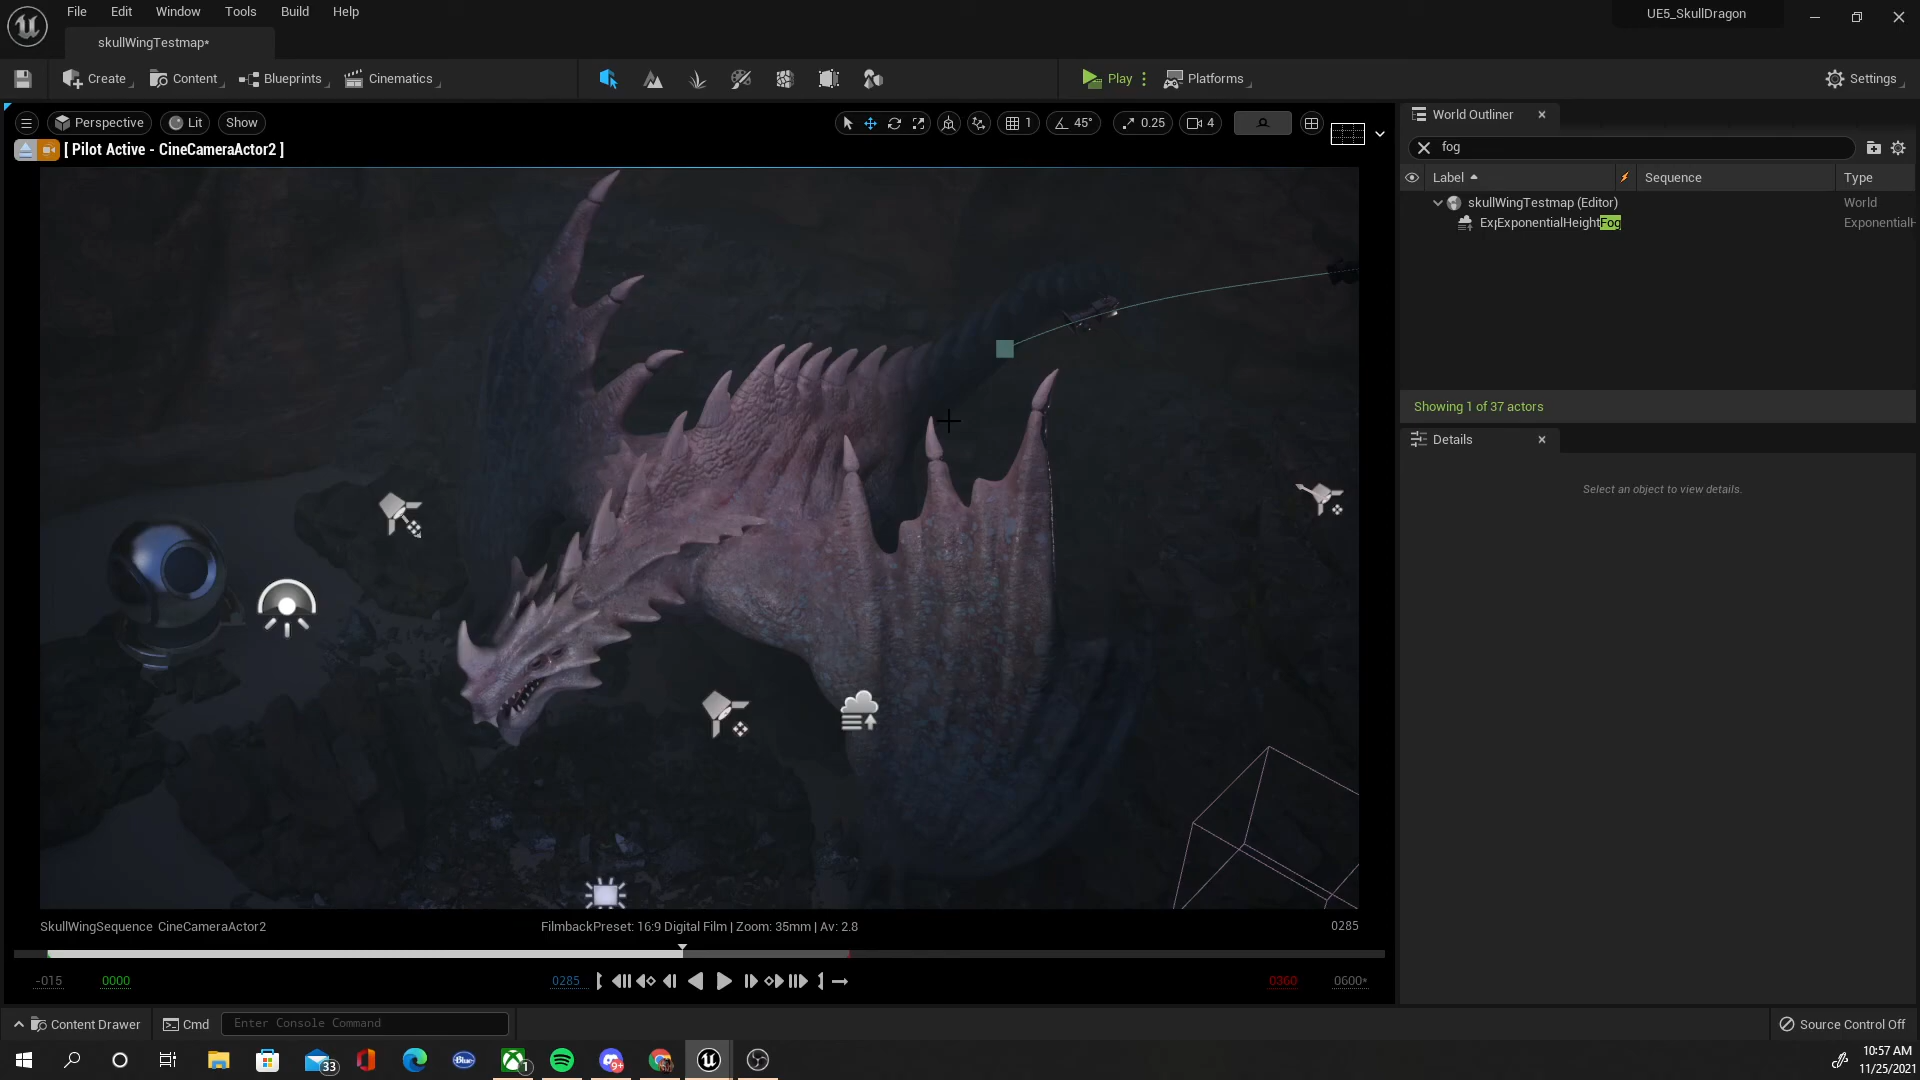 File Edit Window Tools Build Help
UE5_SkullDragon
skullWingTestmap*
Create Content Blueprints Cinematics Play Platforms Settings
Perspective Lit Show 1 45° 0.25 4
[ Pilot Active - CineCameraActor2 ]
World Outliner
fog
Label Sequence Type
skullWingTestmap (Editor) World
ExponentialHeightFog ExponentialH
Showing 1 of 37 actors
Details
Select an object to view details.
SkullWingSequence CineCameraActor2 FilmbackPreset: 16:9 Digital Film | Zoom: 35mm | Av: 2.8 0285
-015 0000 0285 0360 0600*
Content Drawer Cmd Enter Console Command Source Control Off
33 Blue 1 9+
10:57 AM
11/25/2021